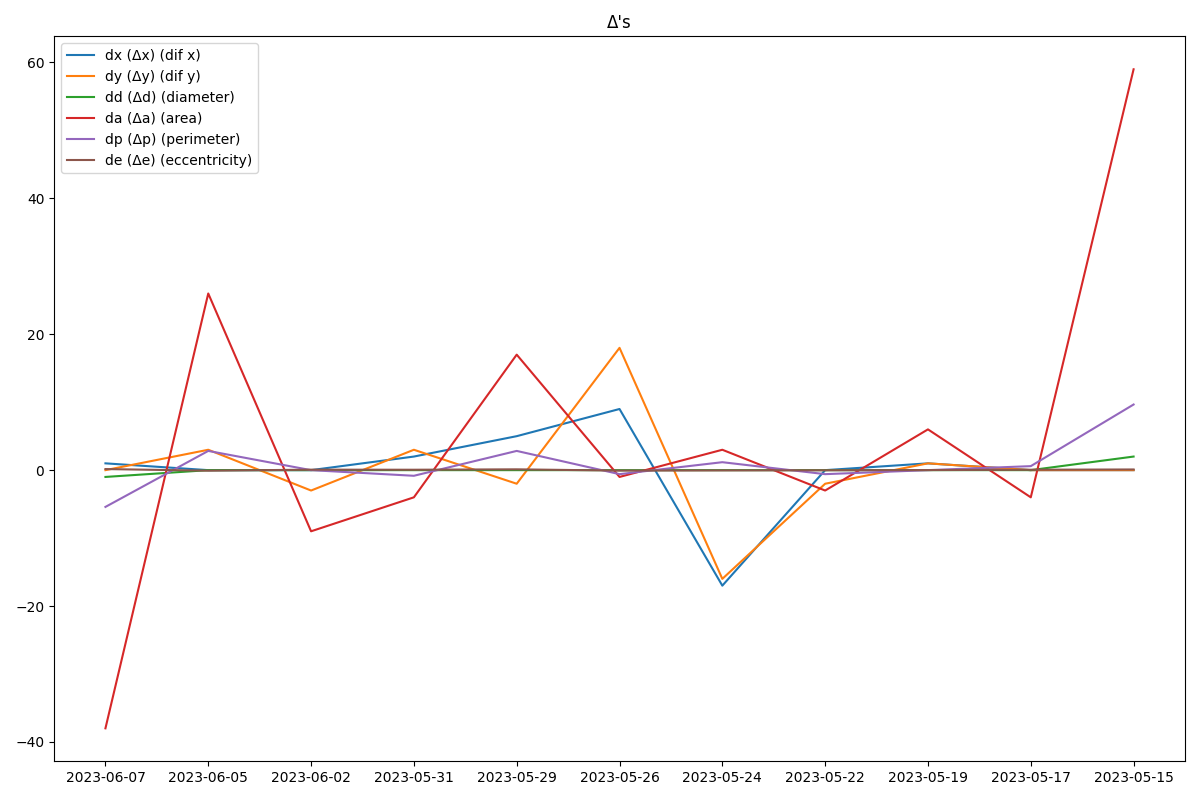 Δ's
dx (Δx) (dif x)
dy (Δy) (dif y)
dd (Δd) (diameter)
da (Δa) (area)
dp (Δp) (perimeter)
de (Δe) (eccentricity)
60
40
20
0
−20
−40
2023-06-07 2023-06-05 2023-06-02 2023-05-31 2023-05-29 2023-05-26 2023-05-24 2023-05-22 2023-05-19 2023-05-17 2023-05-15